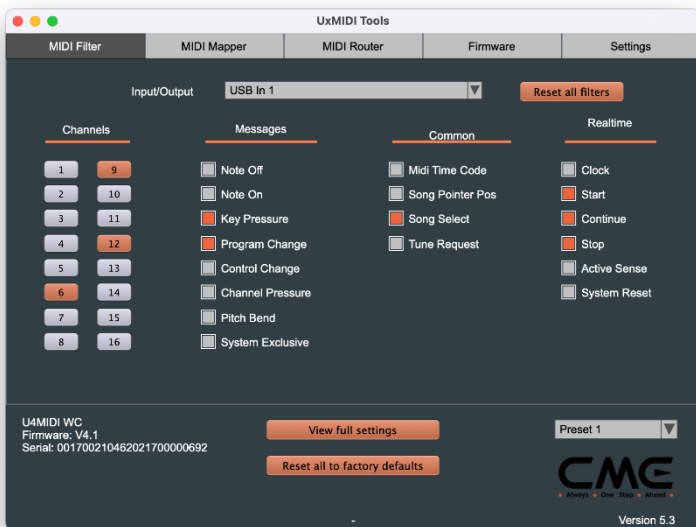 UxMIDI Tools
MIDI Filter MIDI Mapper MIDI Router Firmware Settings
Input/Output USB In 1 Reset all filters
Channels Messages Common Realtime
1 9 Note Off Midi Time Code Clock
2 10 Note On Song Pointer Pos Start
3 11 Key Pressure Song Select Continue
4 12 Program Change Tune Request Stop
5 13 Control Change Active Sense
6 14 Channel Pressure System Reset
7 15 Pitch Bend
8 16 System Exclusive
U4MIDI WC
Firmware: V4.1
Serial: 001700210462021700000692
View full settings
Reset all to factory defaults
Preset 1
CME
Always One Step Ahead
-
Version 5.3